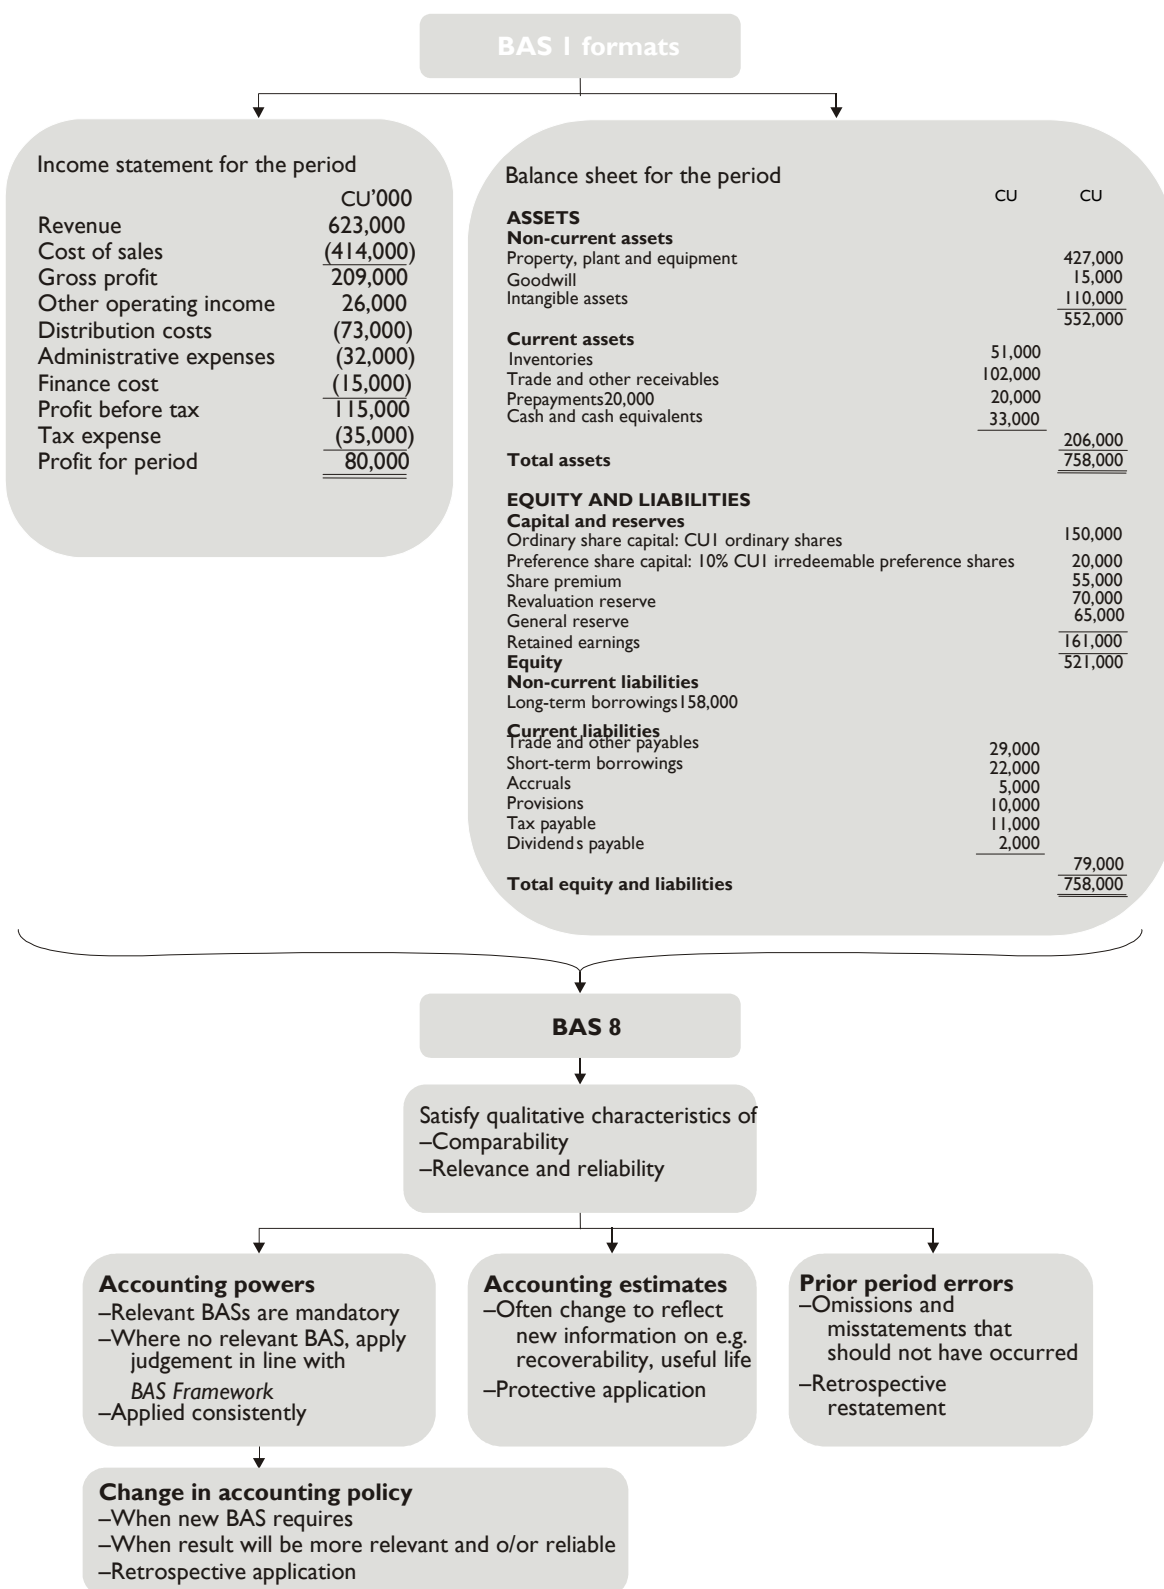 BAS 1 formats
Income statement for the period
CU'000
Revenue 623,000
Cost of sales (414,000)
Gross profit 209,000
Other operating income 26,000
Distribution costs (73,000)
Administrative expenses (32,000)
Finance cost (15,000)
Profit before tax 115,000
Tax expense (35,000)
Profit for period 80,000
Balance sheet for the period
CU CU
ASSETS
Non-current assets
Property, plant and equipment 427,000
Goodwill 15,000
Intangible assets 110,000
552,000
Current assets
Inventories 51,000
Trade and other receivables 102,000
Prepayments20,000 20,000
Cash and cash equivalents 33,000
206,000
Total assets 758,000
EQUITY AND LIABILITIES
Capital and reserves
Ordinary share capital: CU1 ordinary shares 150,000
Preference share capital: 10% CU1 irredeemable preference shares 20,000
Share premium 55,000
Revaluation reserve 70,000
General reserve 65,000
Retained earnings 161,000
Equity 521,000
Non-current liabilities
Long-term borrowings158,000
Current liabilities
Trade and other payables 29,000
Short-term borrowings 22,000
Accruals 5,000
Provisions 10,000
Tax payable 11,000
Dividends payable 2,000
79,000
Total equity and liabilities 758,000
BAS 8
Satisfy qualitative characteristics of
–Comparability
–Relevance and reliability
Accounting powers
–Relevant BASs are mandatory
–Where no relevant BAS, apply
judgement in line with
BAS Framework
–Applied consistently
Accounting estimates
–Often change to reflect
new information on e.g.
recoverability, useful life
–Protective application
Prior period errors
–Omissions and
misstatements that
should not have occurred
–Retrospective
restatement
Change in accounting policy
–When new BAS requires
–When result will be more relevant and o/or reliable
–Retrospective application